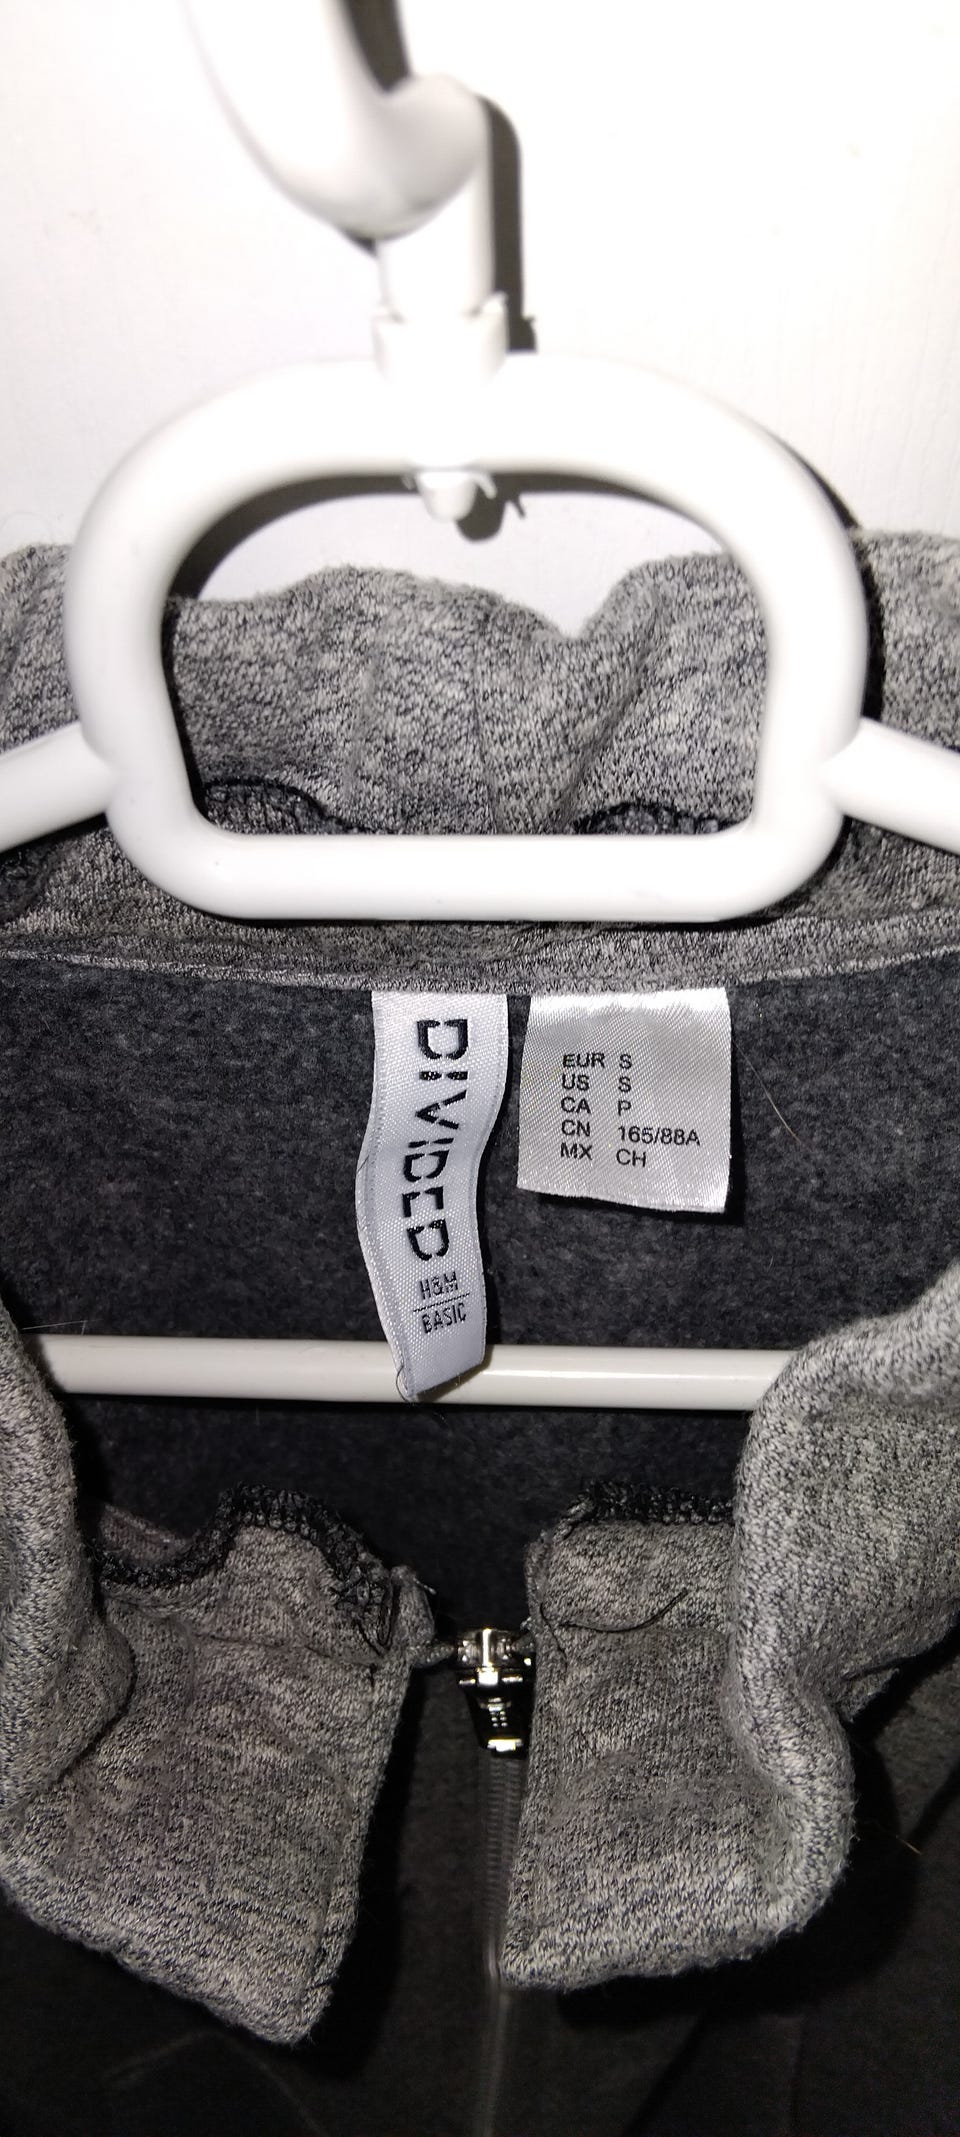 DIVIDED
H&M
BASIC
EUR S
US S
CA P
CN 165/88A
MX CH